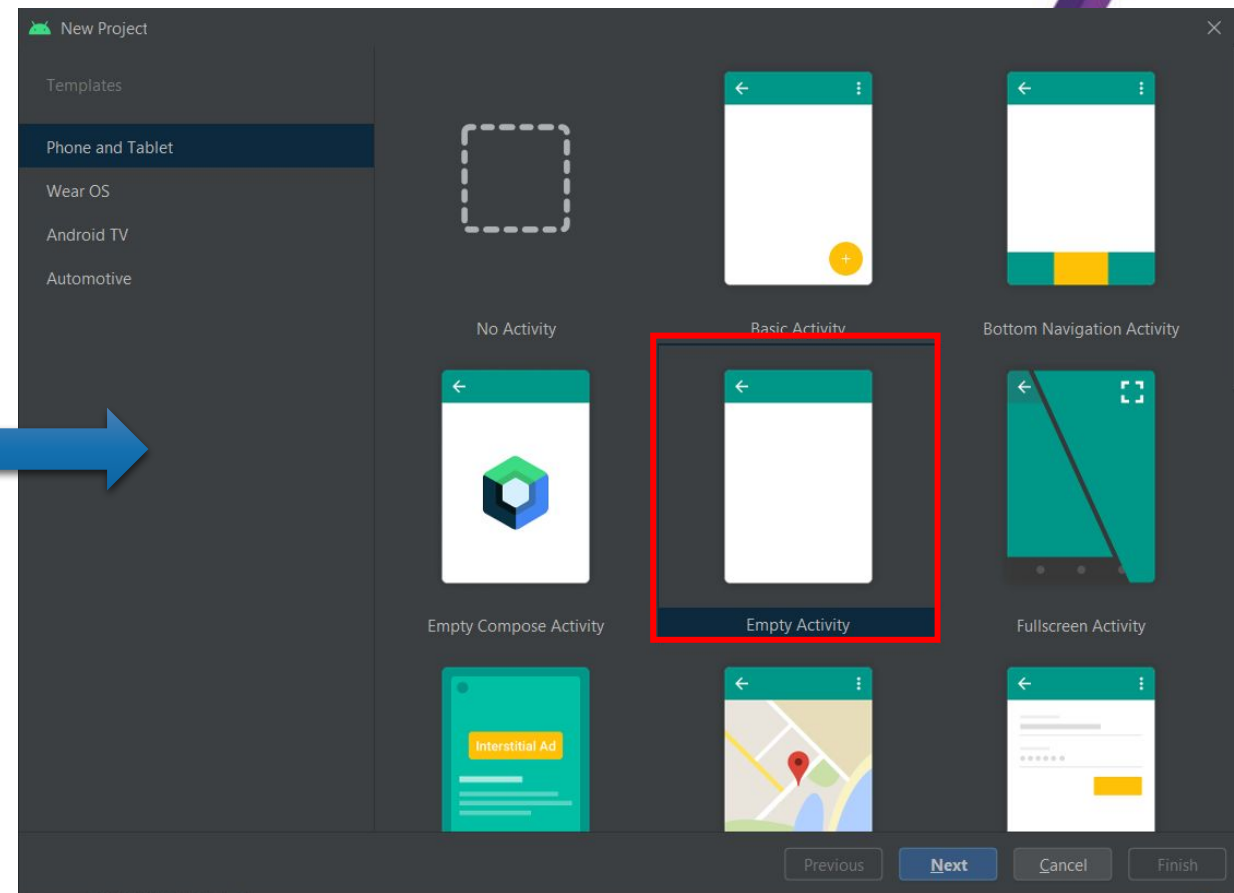 New Project
Templates
Phone and Tablet
Wear OS
Android TV
Automotive
No Activity
Basic Activity
Bottom Navigation Activity
Empty Compose Activity
Empty Activity
Fullscreen Activity
Interstitial Ad
Previous
Next
Cancel
Finish